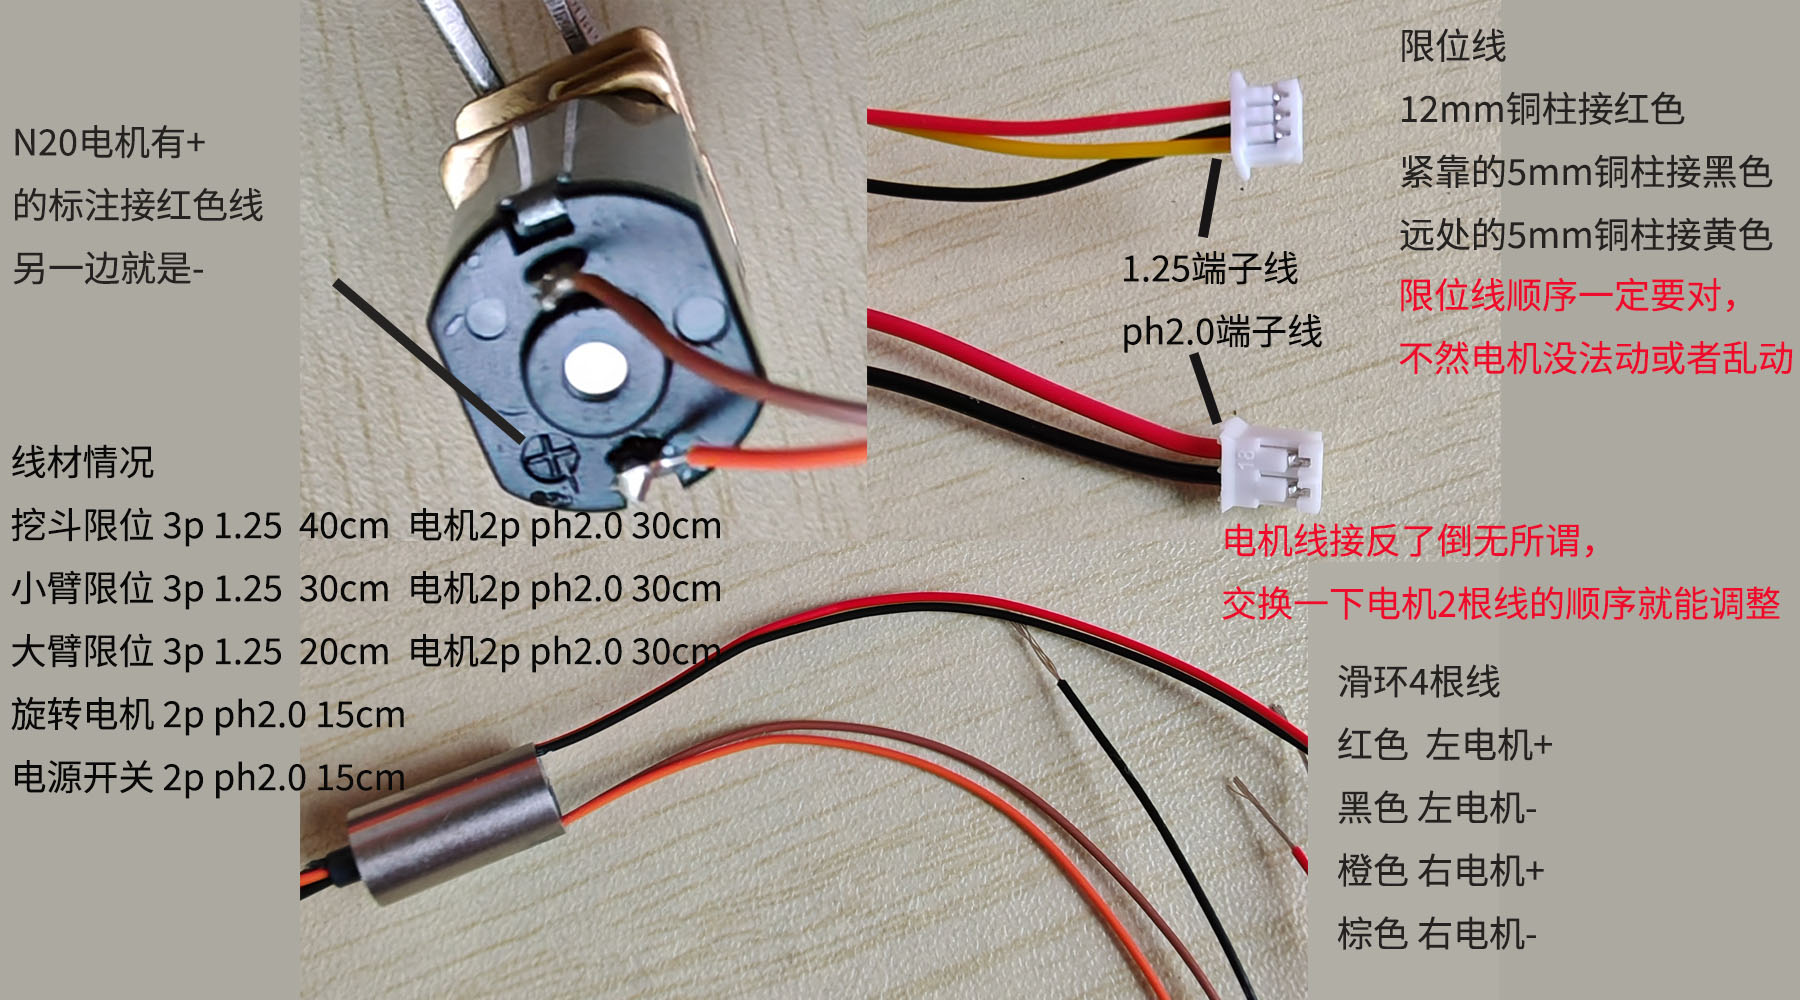 N20电机有+
的标注接红色线
另一边就是-
线材情况
挖斗限位 3p 1.25 40cm 电机2p ph2.0 30cm
小臂限位 3p 1.25 30cm 电机2p ph2.0 30cm
大臂限位 3p 1.25 20cm 电机2p ph2.0 30cm
旋转电机 2p ph2.0 15cm
电源开关 2p ph2.0 15cm
1.25端子线
ph2.0端子线
18
限位线
12mm铜柱接红色
紧靠的5mm铜柱接黑色
远处的5mm铜柱接黄色
限位线顺序一定要对，
不然电机没法动或者乱动
电机线接反了倒无所谓，
交换一下电机2根线的顺序就能调整
滑环4根线
红色 左电机+
黑色 左电机-
橙色 右电机+
棕色 右电机-